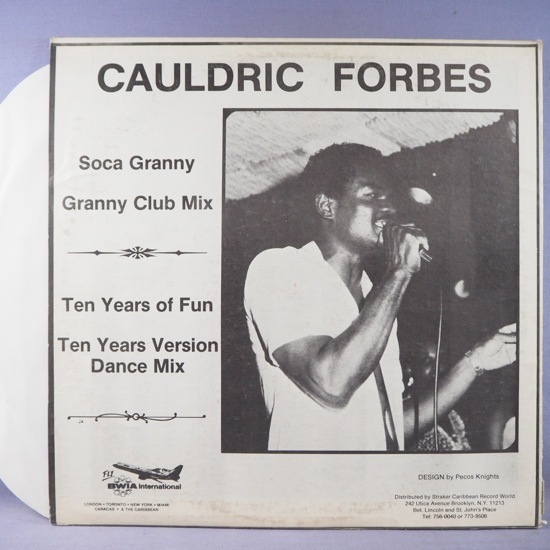 CAULDRIC FORBES
Soca Granny
Granny Club Mix
Ten Years of Fun
Ten Years Version
Dance Mix
FLY
BWIA International
LONDON • TORONTO • NEW YORK • MIAMI
CARACAS • & THE CARIBBEAN
DESIGN by Pecos Knights
Distributed by Straker Caribbean Record World
242 Utica Avenue Brooklyn, N.Y. 11213
Bet. Lincoln and St. John's Place
Tel: 756-0040 or 773-9506